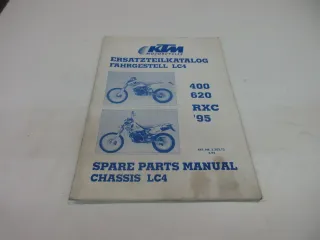 KTM
ERSATZTEILKATALOG
FAHRGESTELL LC4
400
620
RXC
'95
SPARE PARTS MANUAL
CHASSIS LC4